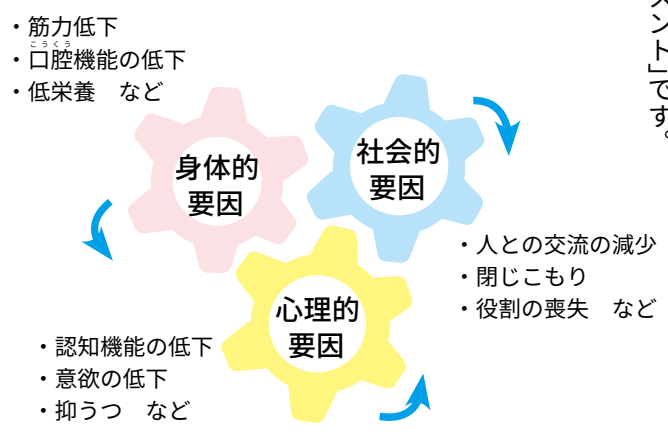 スント」です。
・筋力低下
・口腔機能の低下
こうくう
・低栄養　など
身体的
要因
社会的
要因
・人との交流の減少
・閉じこもり
・役割の喪失　など
心理的
要因
・認知機能の低下
・意欲の低下
・抑うつ　など